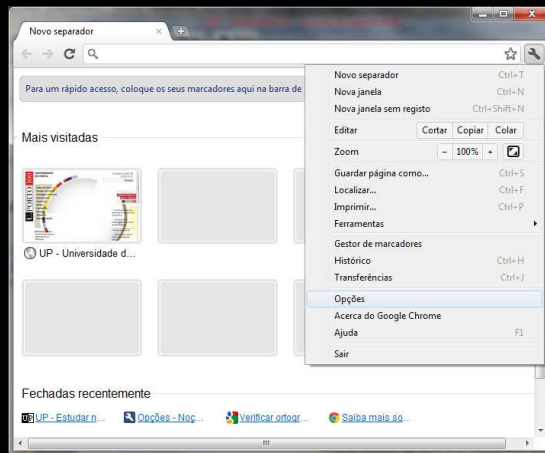 Novo separador
Para um rápido acesso, coloque os seus marcadores aqui na barra de
Mais visitadas
UP - Universidade d...
Fechadas recentemente
UP - Estudar n...
Opções - Noç...
Verificar ortogr...
Saiba mais so...
Novo separador Ctrl+T
Nova janela Ctrl+N
Nova janela sem registo Ctrl+Shift+N
Editar Cortar Copiar Colar
Zoom - 100% +
Guardar página como... Ctrl+S
Localizar... Ctrl+F
Imprimir... Ctrl+P
Ferramentas
Gestor de marcadores
Histórico Ctrl+H
Transferências Ctrl+J
Opções
Acerca do Google Chrome
Ajuda F1
Sair